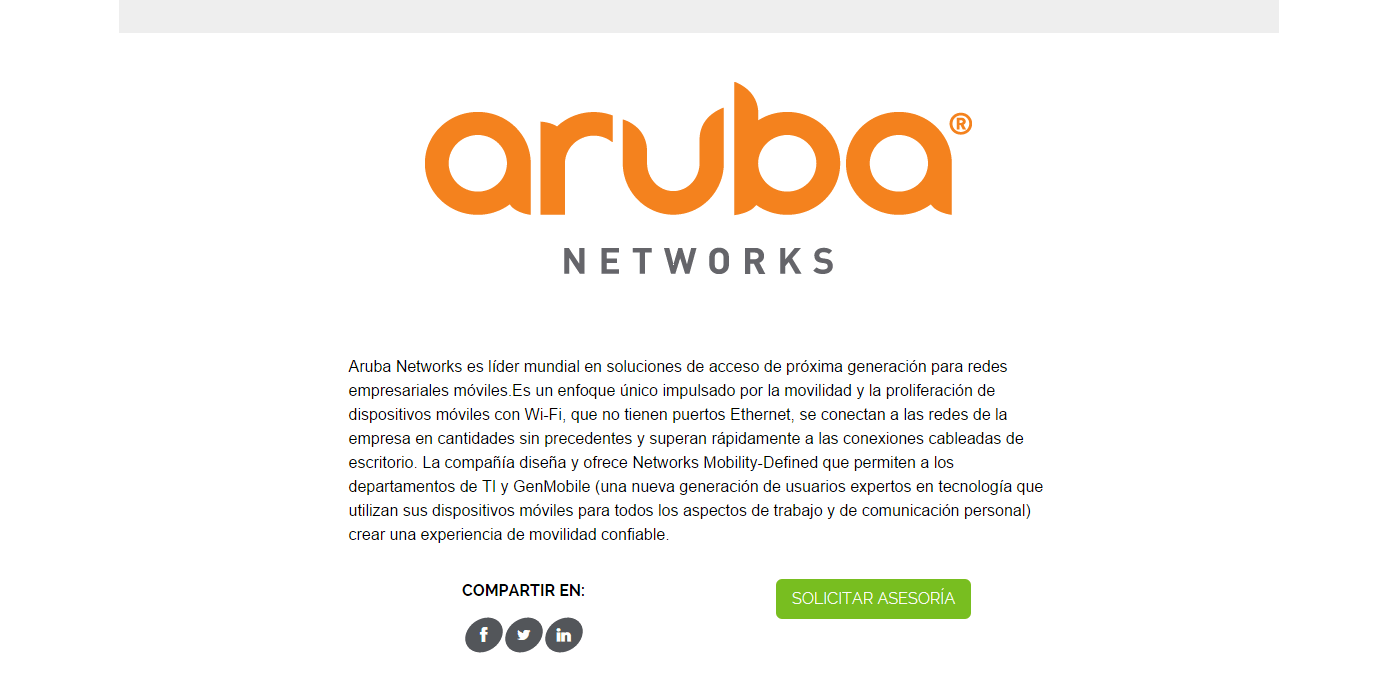 aruba®
NETWORKS
Aruba Networks es líder mundial en soluciones de acceso de próxima generación para redes
empresariales móviles.Es un enfoque único impulsado por la movilidad y la proliferación de
dispositivos móviles con Wi-Fi, que no tienen puertos Ethernet, se conectan a las redes de la
empresa en cantidades sin precedentes y superan rápidamente a las conexiones cableadas de
escritorio. La compañía diseña y ofrece Networks Mobility-Defined que permiten a los
departamentos de TI y GenMobile (una nueva generación de usuarios expertos en tecnología que
utilizan sus dispositivos móviles para todos los aspectos de trabajo y de comunicación personal)
crear una experiencia de movilidad confiable.
COMPARTIR EN:
SOLICITAR ASESORÍA
f
in